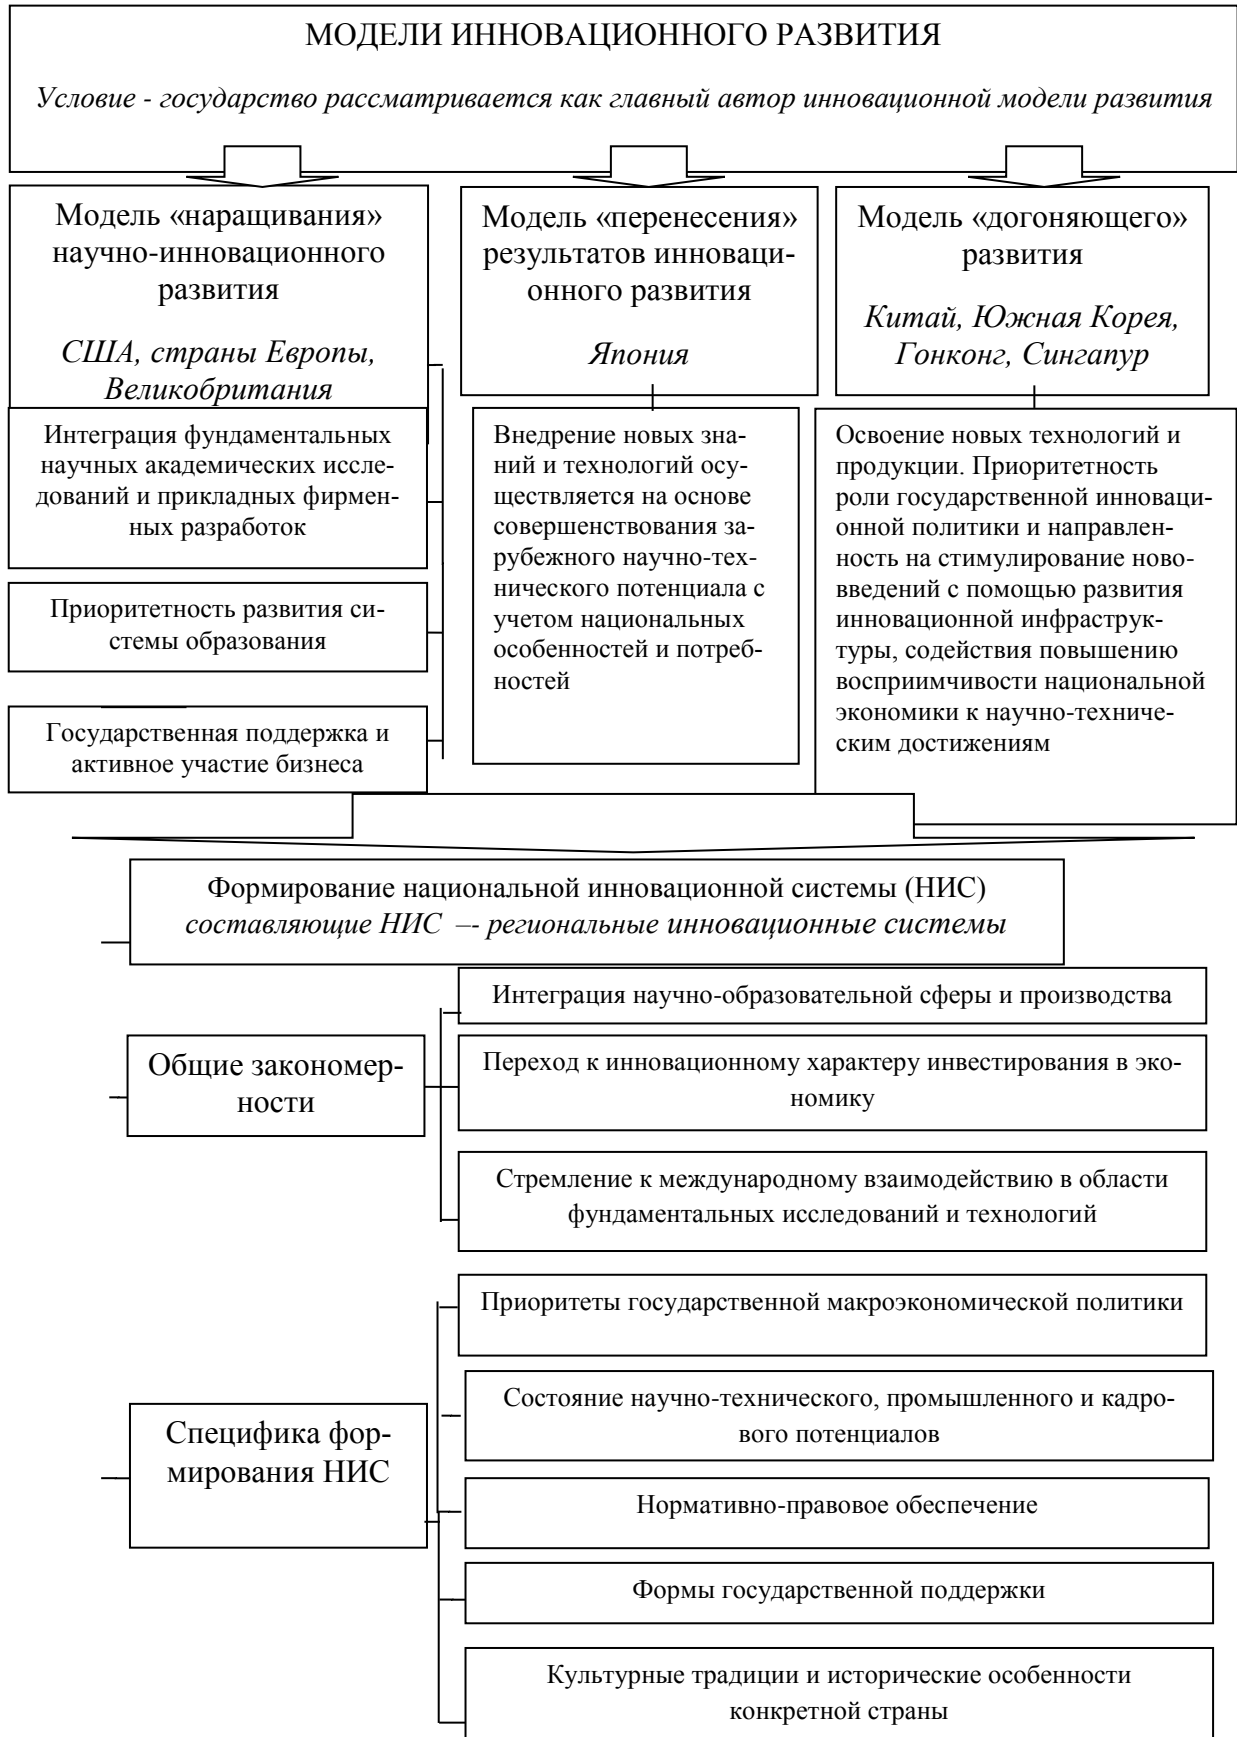 МОДЕЛИ ИННОВАЦИОННОГО РАЗВИТИЯ
Условие - государство рассматривается как главный автор инновационной модели развития
Модель «наращивания»
научно-инновационного
развития
США, страны Европы,
Великобритания
Интеграция фундаментальных
научных академических иссле-
дований и прикладных фирмен-
ных разработок
Приоритетность развития си-
стемы образования
Государственная поддержка и
активное участие бизнеса
Модель «перенесения»
результатов инноваци-
онного развития
Япония
Внедрение новых зна-
ний и технологий осу-
ществляется на основе
совершенствования за-
рубежного научно-тех-
нического потенциала с
учетом национальных
особенностей и потреб-
ностей
Модель «догоняющего»
развития
Китай, Южная Корея,
Гонконг, Сингапур
Освоение новых технологий и
продукции. Приоритетность
роли государственной инноваци-
онной политики и направлен-
ность на стимулирование ново-
введений с помощью развития
инновационной инфраструк-
туры, содействия повышению
восприимчивости национальной
экономики к научно-техниче-
ским достижениям
Формирование национальной инновационной системы (НИС)
составляющие НИС –- региональные инновационные системы
Общие закономер-
ности
Интеграция научно-образовательной сферы и производства
Переход к инновационному характеру инвестирования в эко-
номику
Стремление к международному взаимодействию в области
фундаментальных исследований и технологий
Специфика фор-
мирования НИС
Приоритеты государственной макроэкономической политики
Состояние научно-технического, промышленного и кадро-
вого потенциалов
Нормативно-правовое обеспечение
Формы государственной поддержки
Культурные традиции и исторические особенности
конкретной страны